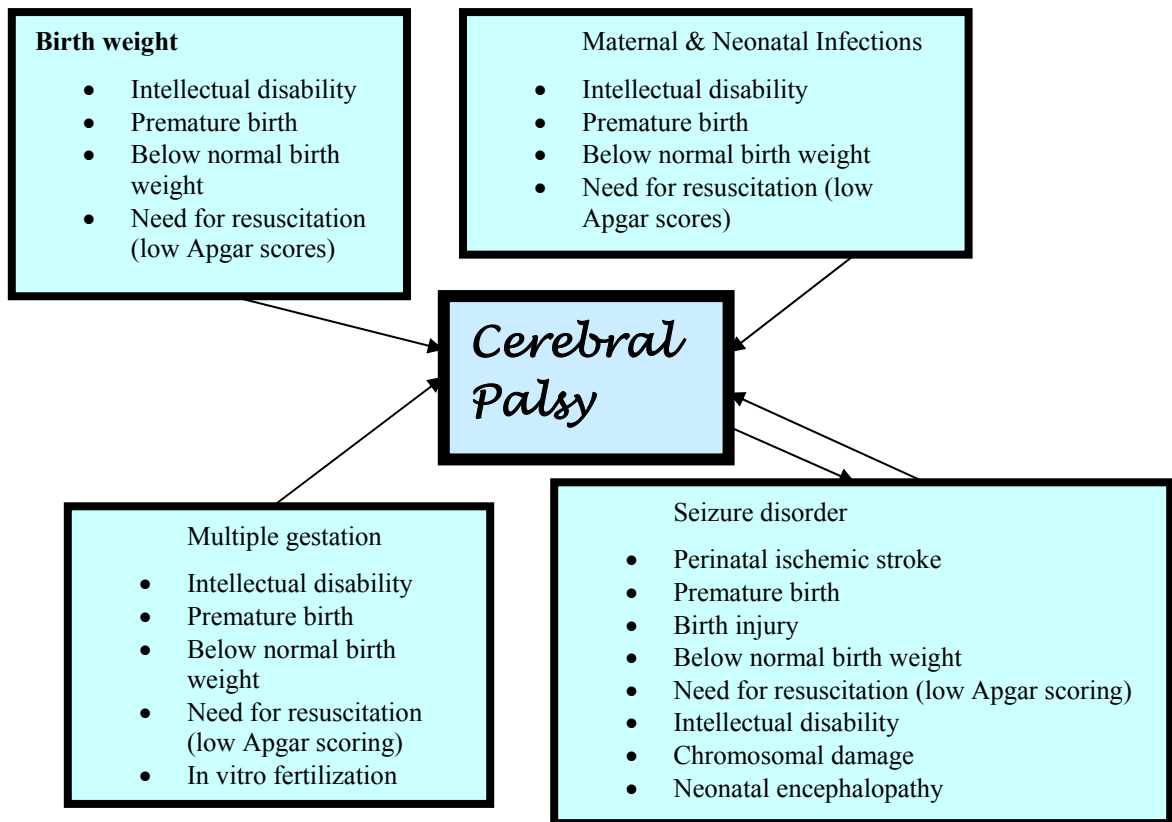 Birth weight
• Intellectual disability
• Premature birth
• Below normal birth
weight
• Need for resuscitation
(low Apgar scores)
Maternal & Neonatal Infections
• Intellectual disability
• Premature birth
• Below normal birth weight
• Need for resuscitation (low
Apgar scores)
Cerebral
Palsy
Multiple gestation
• Intellectual disability
• Premature birth
• Below normal birth
weight
• Need for resuscitation
(low Apgar scoring)
• In vitro fertilization
Seizure disorder
• Perinatal ischemic stroke
• Premature birth
• Birth injury
• Below normal birth weight
• Need for resuscitation (low Apgar scoring)
• Intellectual disability
• Chromosomal damage
• Neonatal encephalopathy